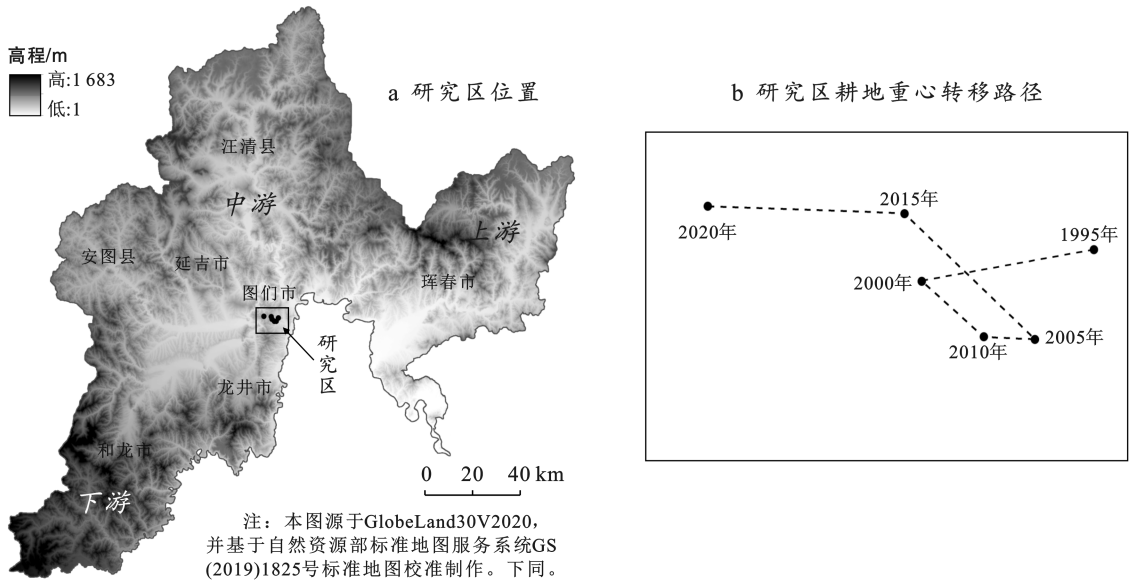 高程/m
高:1 683
低:1
a 研究区位置
b 研究区耕地重心转移路径
汪清县
中游
上游
安图县
延吉市
珲春市
图们市
研究区
龙井市
和龙市
下游
0 20 40 km
注：本图源于GlobeLand30V2020，
并基于自然资源部标准地图服务系统GS
(2019)1825号标准地图校准制作。下同。
2015年
2020年
1995年
2000年
2005年
2010年